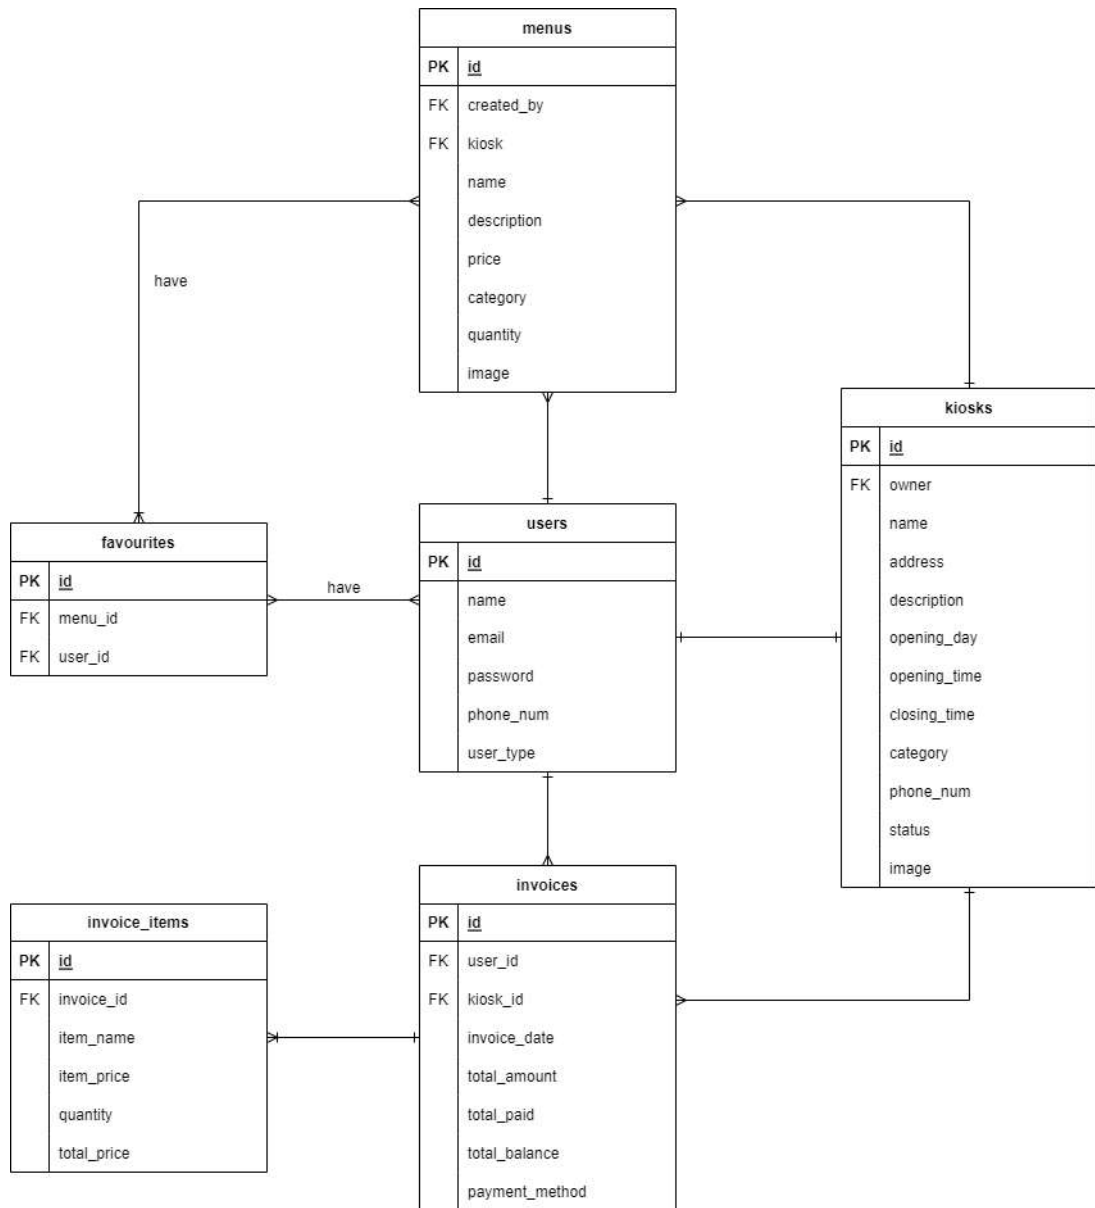 menus
PK id
FK created_by
FK kiosk
name
description
price
category
quantity
image
have
kiosks
PK id
FK owner
name
address
description
opening_day
opening_time
closing_time
category
phone_num
status
image
favourites
PK id
FK menu_id
FK user_id
have
users
PK id
name
email
password
phone_num
user_type
invoice_items
PK id
FK invoice_id
item_name
item_price
quantity
total_price
invoices
PK id
FK user_id
FK kiosk_id
invoice_date
total_amount
total_paid
total_balance
payment_method